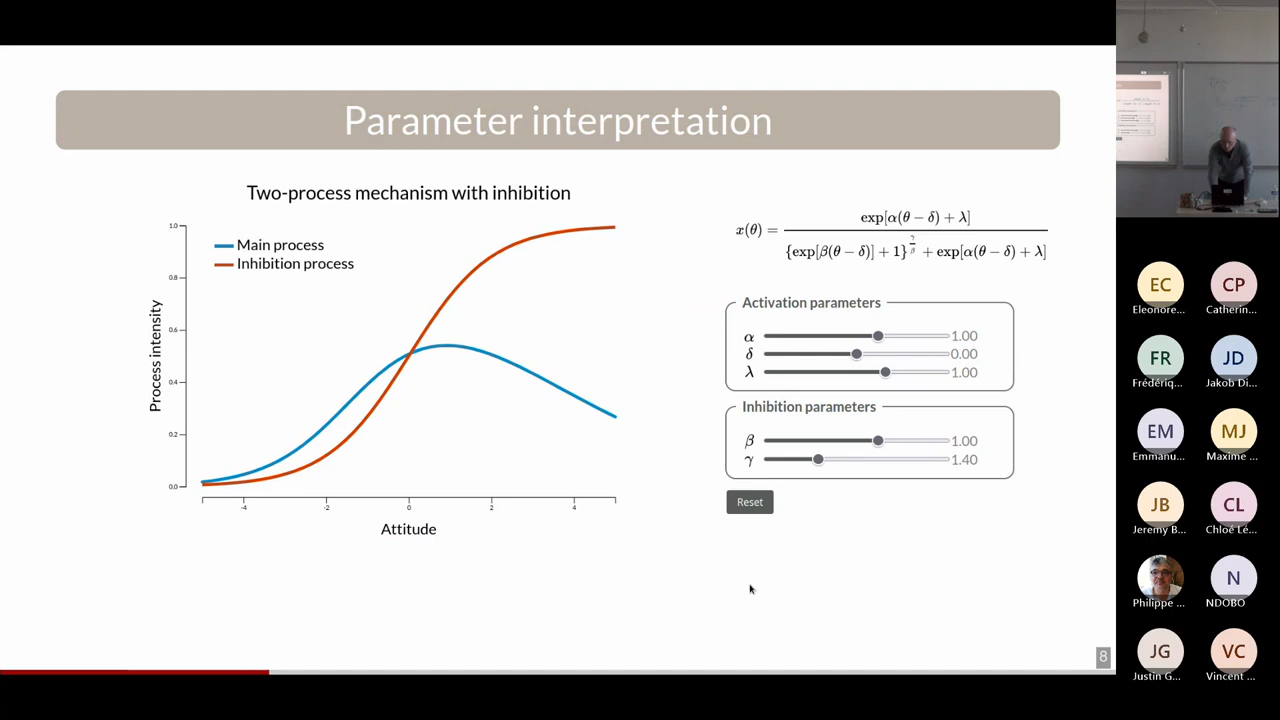 Parameter interpretation
Two-process mechanism with inhibition
Main process
Inhibition process
Process intensity
1.0
0.8
0.6
0.4
0.2
0.0
-4
-2
0
2
4
Attitude
x(θ) = exp[α(θ − δ) + λ] / {exp[β(θ − δ)] + 1}^(γ/β) + exp[α(θ − δ) + λ]
Activation parameters
α 1.00
δ 0.00
λ 1.00
Inhibition parameters
β 1.00
γ 1.40
Reset
8
EC
Eleonore...
CP
Catherin...
FR
Frédériq...
JD
Jakob Di...
EM
Emmanu...
MJ
Maxime ...
JB
Jeremy B...
CL
Chloé Lé...
Philippe ...
N
NDOBO
JG
Justin G...
VC
Vincent ...